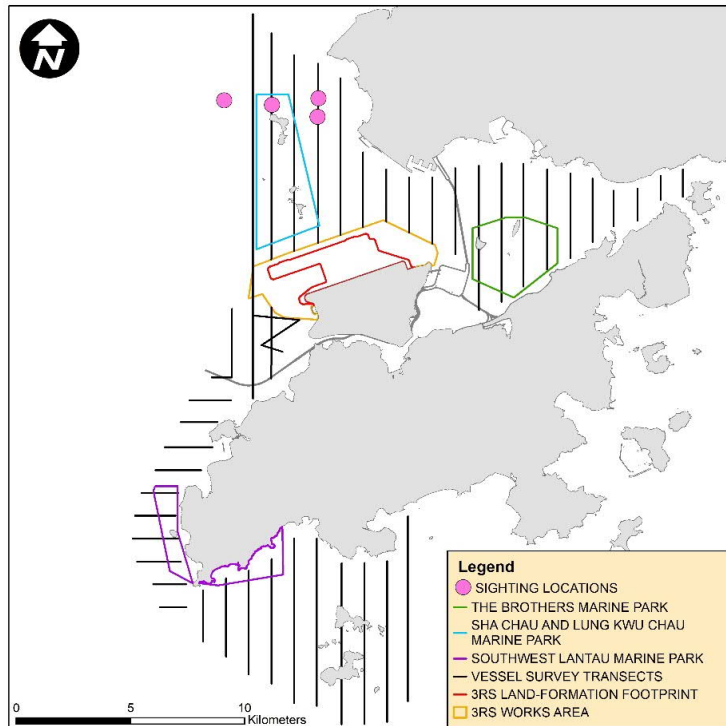 N
Legend
SIGHTING LOCATIONS
THE BROTHERS MARINE PARK
SHA CHAU AND LUNG KWU CHAU
MARINE PARK
SOUTHWEST LANTAU MARINE PARK
VESSEL SURVEY TRANSECTS
3RS LAND-FORMATION FOOTPRINT
3RS WORKS AREA
0 5 10
Kilometers